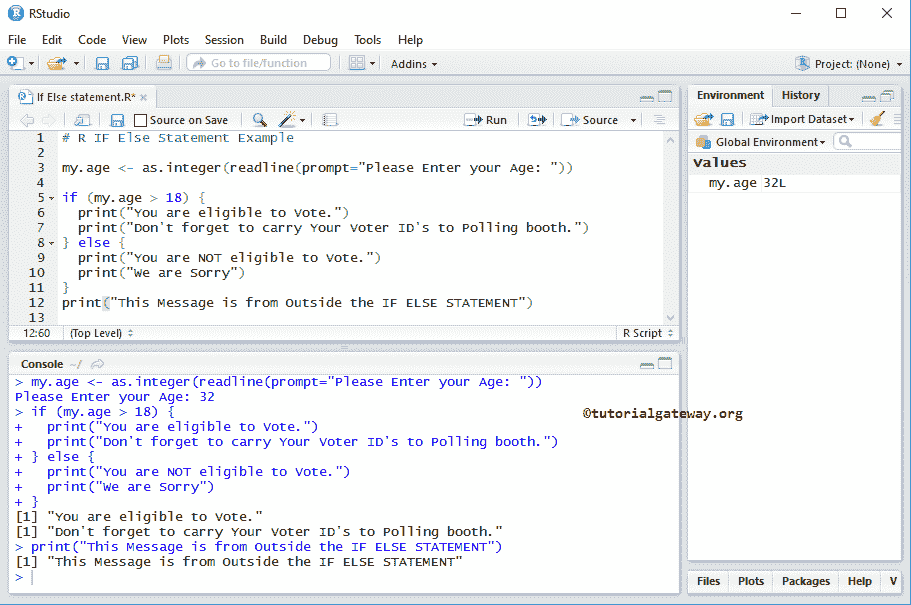 RStudio
File Edit Code View Plots Session Build Debug Tools Help
Go to file/function Addins Project: (None)
If Else statement.R*
Source on Save Run Source
1 # R IF Else Statement Example
2
3 my.age <- as.integer(readline(prompt="Please Enter your Age: "))
4
5 if (my.age > 18) {
6   print("You are eligible to Vote.")
7   print("Don't forget to carry Your Voter ID's to Polling booth.")
8 } else {
9   print("You are NOT eligible to Vote.")
10   print("We are Sorry")
11 }
12 print("This Message is from Outside the IF ELSE STATEMENT")
13
12:60 (Top Level) R Script
Console ~/
> my.age <- as.integer(readline(prompt="Please Enter your Age: "))
Please Enter your Age: 32
> if (my.age > 18) {
+   print("You are eligible to Vote.")
+   print("Don't forget to carry Your Voter ID's to Polling booth.")
+ } else {
+   print("You are NOT eligible to Vote.")
+   print("We are Sorry")
+ }
[1] "You are eligible to Vote."
[1] "Don't forget to carry Your Voter ID's to Polling booth."
> print("This Message is from Outside the IF ELSE STATEMENT")
[1] "This Message is from Outside the IF ELSE STATEMENT"
>
Environment History
Import Dataset
Global Environment
Values
my.age 32L
©tutorialgateway.org
Files Plots Packages Help V